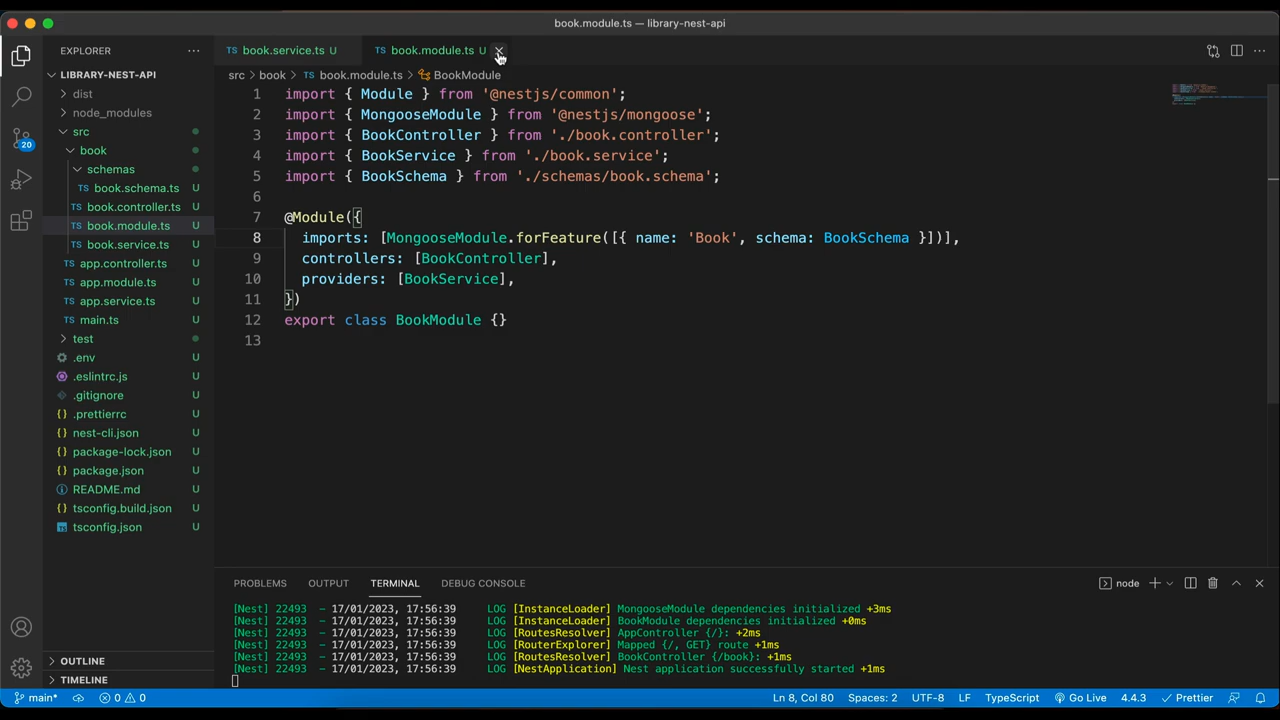 book.module.ts — library-nest-api
EXPLORER ···
LIBRARY-NEST-API
dist
node_modules
src
book
schemas
TS book.schema.ts U
TS book.controller.ts U
TS book.module.ts U
TS book.service.ts U
TS app.controller.ts U
TS app.module.ts U
TS app.service.ts U
TS main.ts U
test
.env U
.eslintrc.js U
.gitignore U
{} .prettierrc U
{} nest-cli.json U
{} package-lock.json U
{} package.json U
README.md U
tsconfig.build.json U
tsconfig.json U
OUTLINE
TIMELINE
20
TS book.service.ts U
TS book.module.ts U
src > book > TS book.module.ts > BookModule
1 import { Module } from '@nestjs/common';
2 import { MongooseModule } from '@nestjs/mongoose';
3 import { BookController } from './book.controller';
4 import { BookService } from './book.service';
5 import { BookSchema } from './schemas/book.schema';
6
7 @Module({
8 imports: [MongooseModule.forFeature([{ name: 'Book', schema: BookSchema }])],
9 controllers: [BookController],
10 providers: [BookService],
11 })
12 export class BookModule {}
13
PROBLEMS OUTPUT TERMINAL DEBUG CONSOLE
node
[Nest] 22493 - 17/01/2023, 17:56:39 LOG [InstanceLoader] MongooseModule dependencies initialized +3ms
[Nest] 22493 - 17/01/2023, 17:56:39 LOG [InstanceLoader] BookModule dependencies initialized +0ms
[Nest] 22493 - 17/01/2023, 17:56:39 LOG [RoutesResolver] AppController {/}: +2ms
[Nest] 22493 - 17/01/2023, 17:56:39 LOG [RouterExplorer] Mapped {/, GET} route +1ms
[Nest] 22493 - 17/01/2023, 17:56:39 LOG [RoutesResolver] BookController {/book}: +1ms
[Nest] 22493 - 17/01/2023, 17:56:39 LOG [NestApplication] Nest application successfully started +1ms
main* 0 0 Ln 8, Col 80 Spaces: 2 UTF-8 LF TypeScript Go Live 4.4.3 Prettier